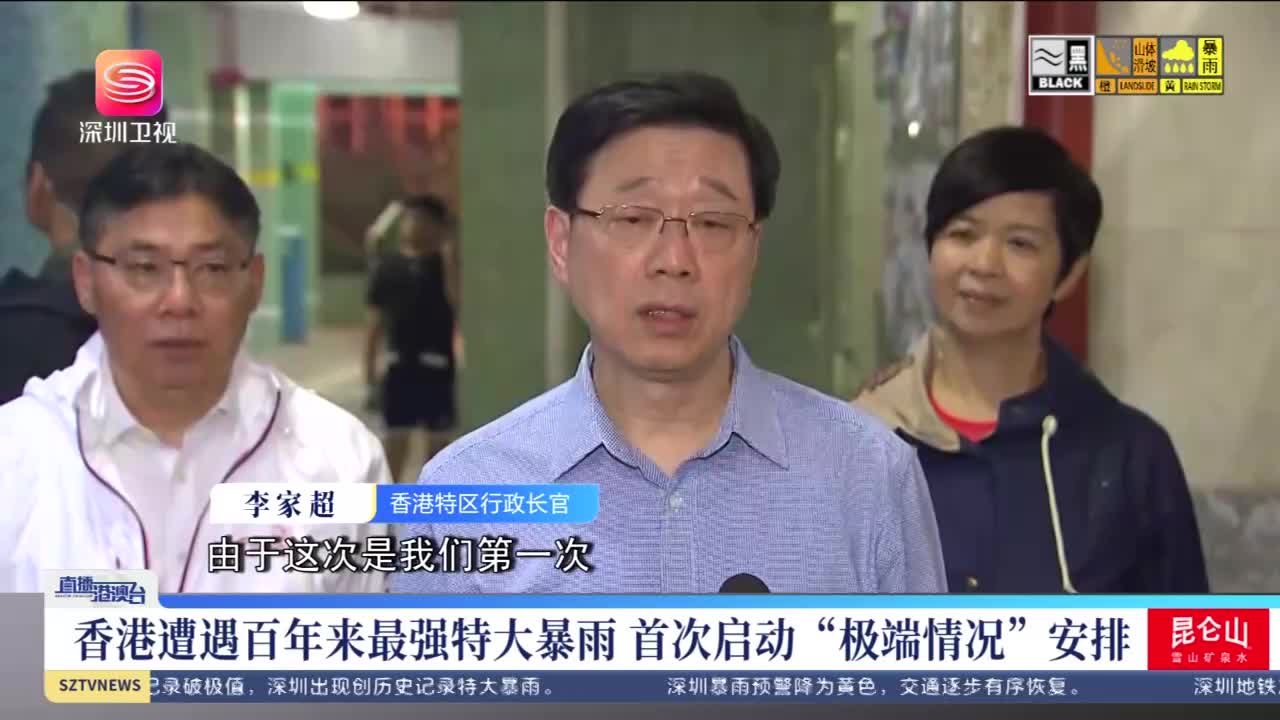 深圳卫视
黑
BLACK
山体滑坡
橙
LANDSLIDE
暴雨
黄
RAIN STORM
李家超
香港特区行政长官
由于这次是我们第一次
直播港澳台
香港遭遇百年来最强特大暴雨 首次启动“极端情况”安排
昆仑山
雪山矿泉水
SZTVNEWS
记录破极值，深圳出现创历史记录特大暴雨。 深圳暴雨预警降为黄色，交通逐步有序恢复。 深圳地铁